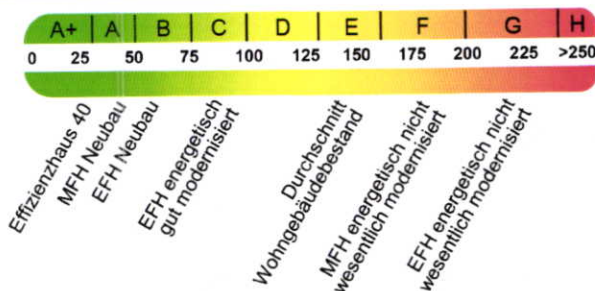 A+ A B C D E F G H
0 25 50 75 100 125 150 175 200 225 >250
Effizienzhaus 40
MFH Neubau
EFH Neubau
EFH energetisch
gut modernisiert
Durchschnitt
Wohngebäudebestand
MFH energetisch nicht
wesentlich modernisiert
EFH energetisch nicht
wesentlich modernisiert